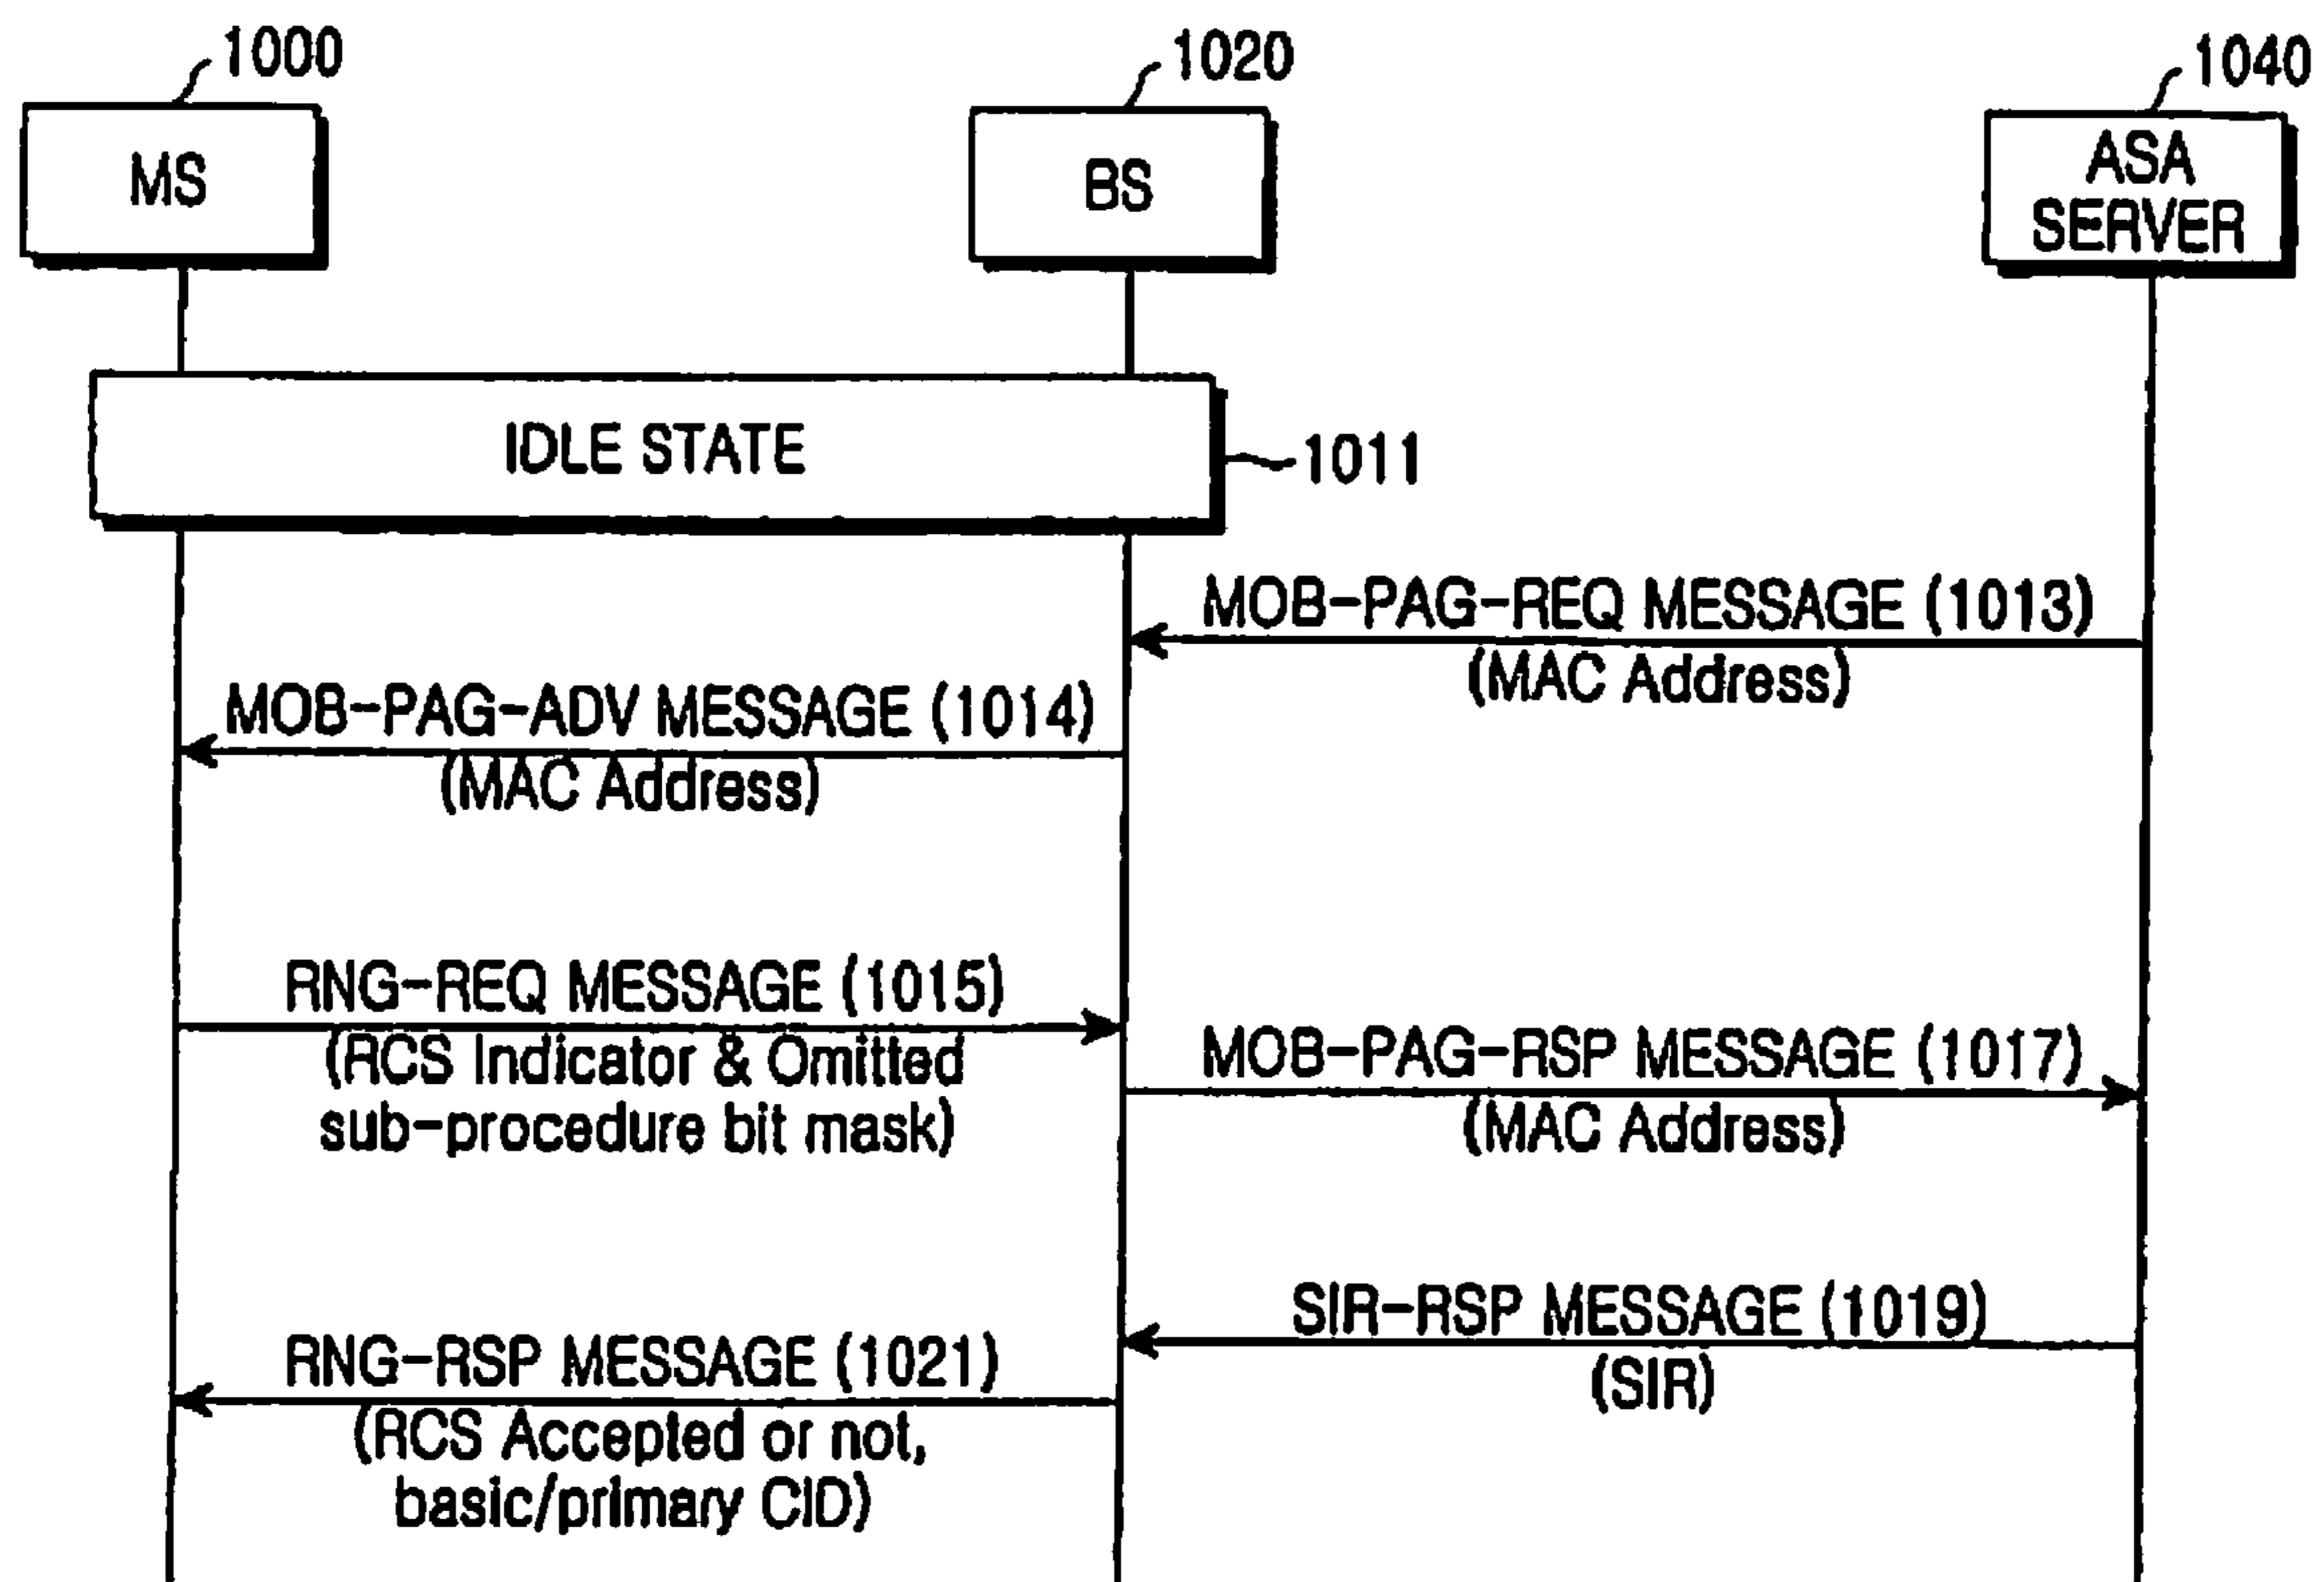 1000
1020
1040
MS
BS
ASA
SERVER
IDLE STATE
1011
MOB-PAG-REQ MESSAGE (1013)
(MAC Address)
MOB-PAG-ADV MESSAGE (1014)
(MAC Address)
RNG-REQ MESSAGE (1015)
(RCS Indicator & Omitted
sub-procedure bit mask)
MOB-PAG-RSP MESSAGE (1017)
(MAC Address)
SIR-RSP MESSAGE (1019)
(SIR)
RNG-RSP MESSAGE (1021)
(RCS Accepted or not,
basic/primary CID)